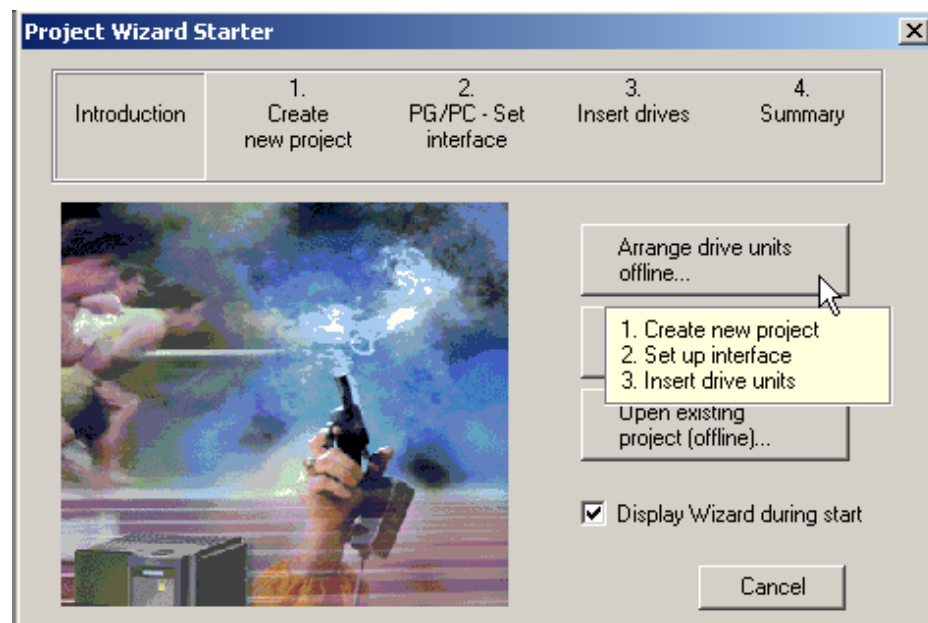 Project Wizard Starter
Introduction
1.
Create
new project
2.
PG/PC - Set
interface
3.
Insert drives
4.
Summary
Arrange drive units
offline...
1. Create new project
2. Set up interface
3. Insert drive units
Open existing
project (offline)...
Display Wizard during start
Cancel